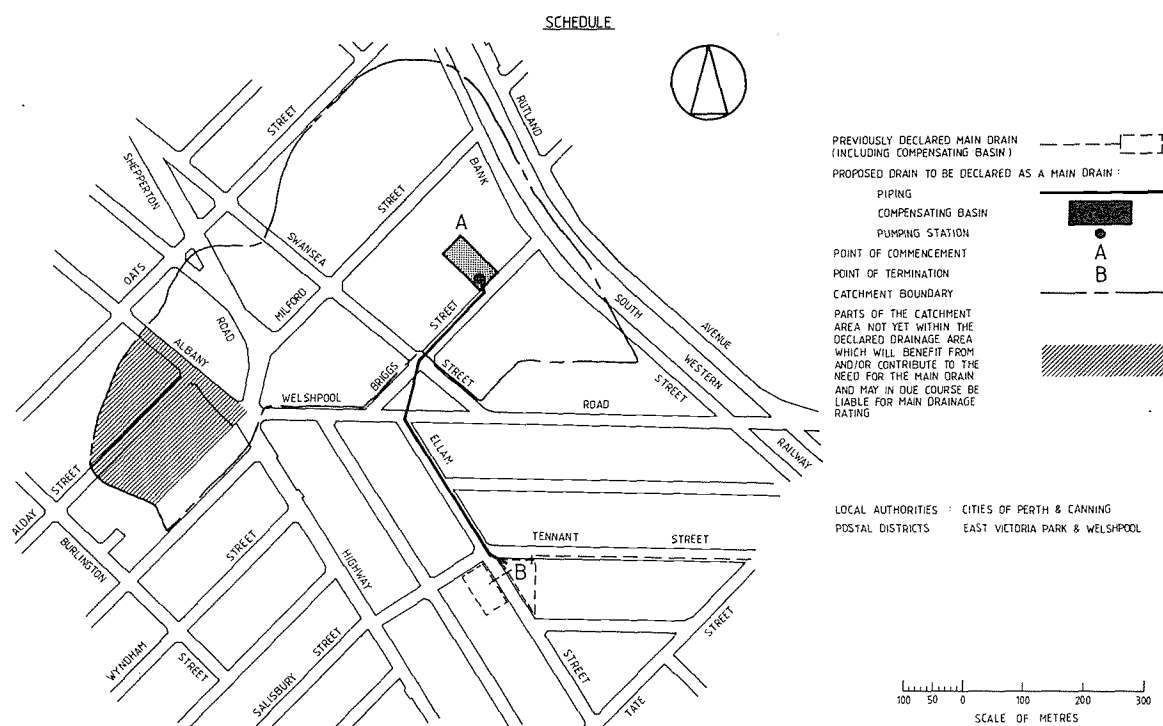 SCHEDULE
STREET
RUTLAND
SHEPPERTON
BANK
STREET
A
SWANSEA
OATS
MILFORD
SOUTH
AVENUE
ROAD
ALBANY
STREET
WESTERN
BRIGGS
STREET
STREET
WELSHPOOL
ROAD
RAILWAY
ELLAM
STREET
ALDAY
BURLINGTON
STREET
HIGHWAY
TENNANT STREET
B
WYNDHAM
STREET
STREET
SALISBURY
STREET
STREET
TATE
PREVIOUSLY DECLARED MAIN DRAIN
(INCLUDING COMPENSATING BASIN)
PROPOSED DRAIN TO BE DECLARED AS A MAIN DRAIN :
PIPING
COMPENSATING BASIN
PUMPING STATION
POINT OF COMMENCEMENT A
POINT OF TERMINATION B
CATCHMENT BOUNDARY
PARTS OF THE CATCHMENT
AREA NOT YET WITHIN THE
DECLARED DRAINAGE AREA
WHICH WILL BENEFIT FROM
AND/OR CONTRIBUTE TO THE
NEED FOR THE MAIN DRAIN
AND MAY IN DUE COURSE BE
LIABLE FOR MAIN DRAINAGE
RATING
LOCAL AUTHORITIES : CITIES OF PERTH & CANNING
POSTAL DISTRICTS EAST VICTORIA PARK & WELSHPOOL
100 50 0 100 200 300
SCALE OF METRES